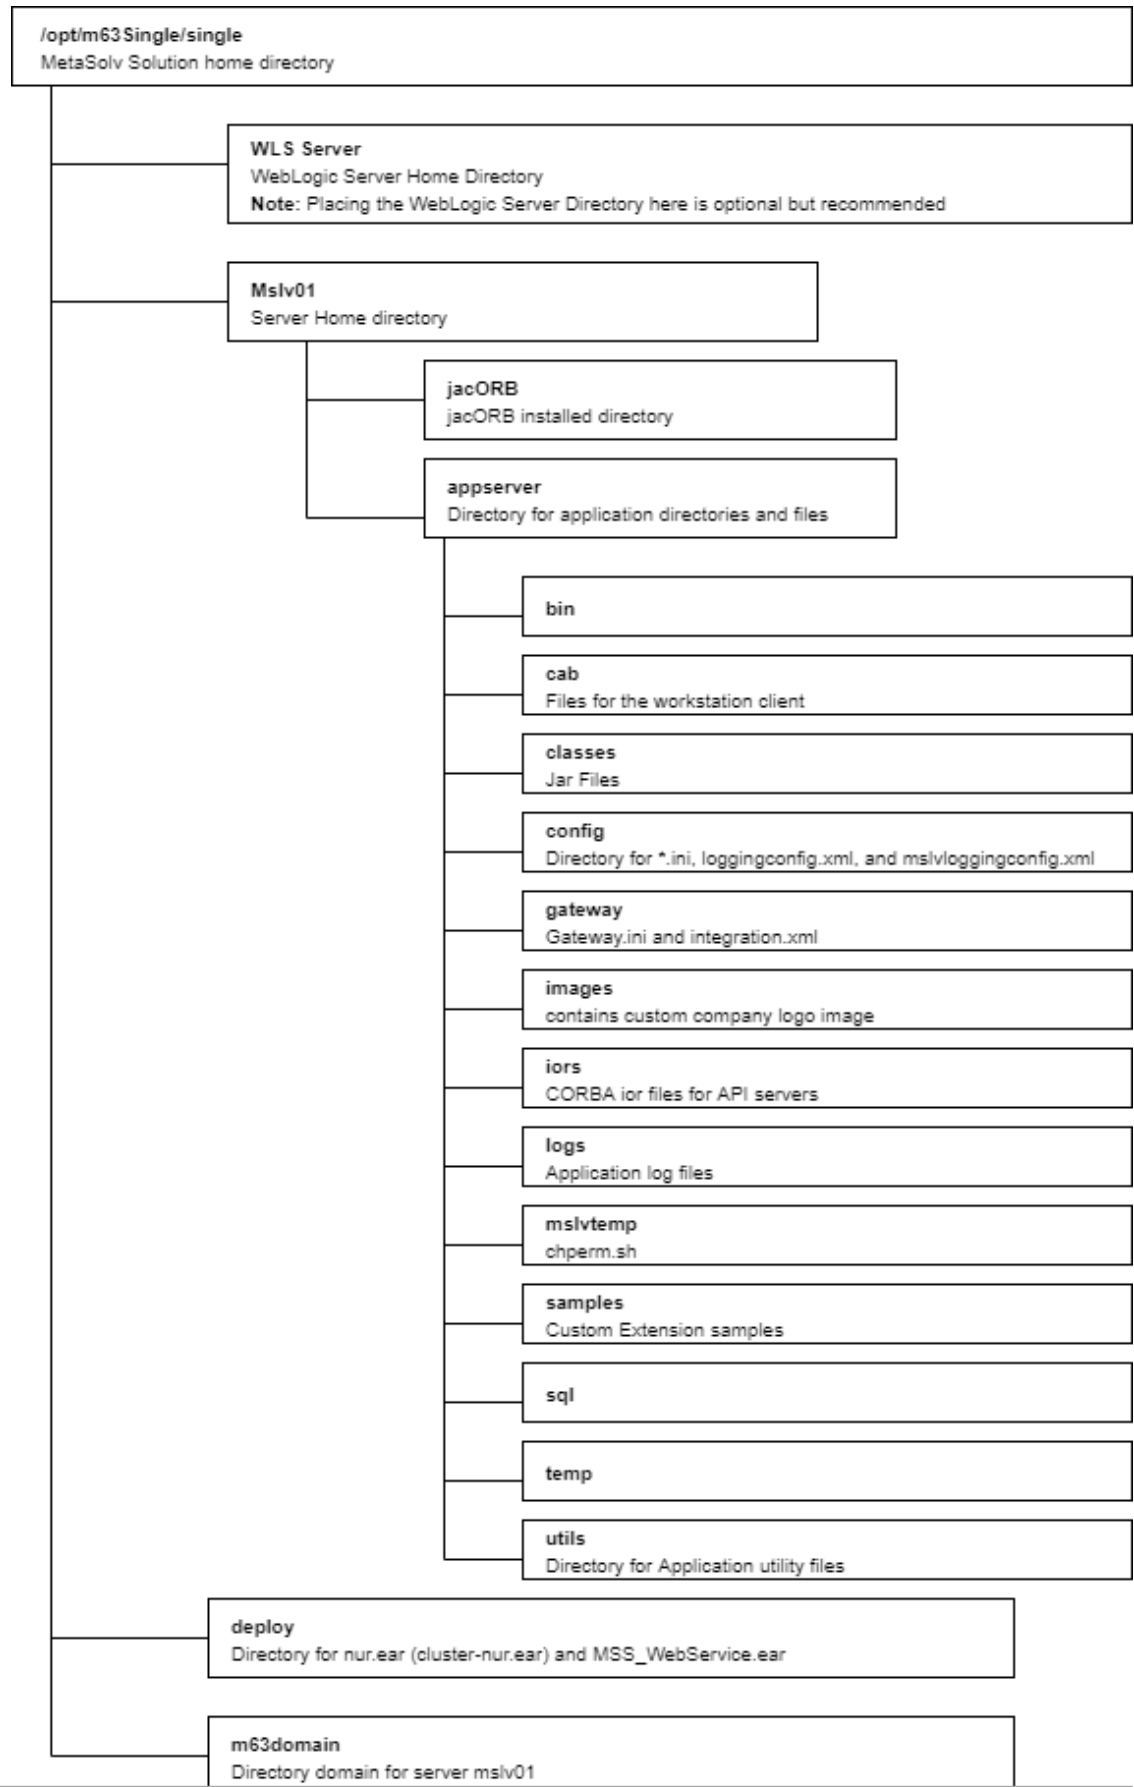 /opt/m63Single/single
MetaSolv Solution home directory
WLS Server
WebLogic Server Home Directory
Note: Placing the WebLogic Server Directory here is optional but recommended
Mslv01
Server Home directory
jacORB
jacORB installed directory
appserver
Directory for application directories and files
bin
cab
Files for the workstation client
classes
Jar Files
config
Directory for *.ini, loggingconfig.xml, and mslvloggingconfig.xml
gateway
Gateway.ini and integration.xml
images
contains custom company logo image
iors
CORBA ior files for API servers
logs
Application log files
mslvtemp
chperm.sh
samples
Custom Extension samples
sql
temp
utils
Directory for Application utility files
deploy
Directory for nur.ear (cluster-nur.ear) and MSS_WebService.ear
m63domain
Directory domain for server mslv01